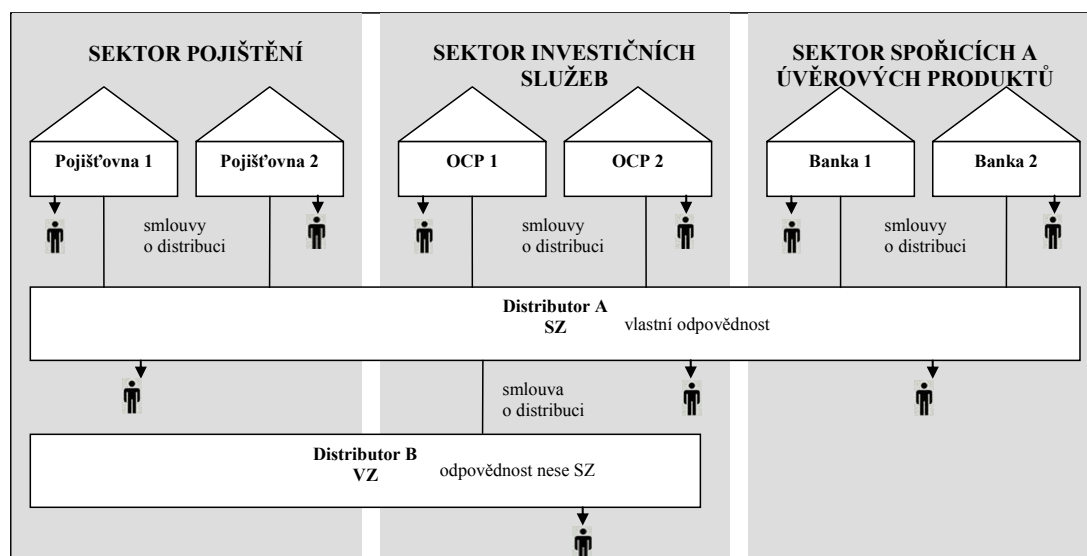 SEKTOR POJIŠTĚNÍ
SEKTOR INVESTIČNÍCH
SLUŽEB
SEKTOR SPOŘICÍCH A
ÚVĚROVÝCH PRODUKTŮ
Pojišťovna 1
Pojišťovna 2
OCP 1
OCP 2
Banka 1
Banka 2
smlouvy
o distribuci
smlouvy
o distribuci
smlouvy
o distribuci
Distributor A
SZ
vlastní odpovědnost
smlouva
o distribuci
Distributor B
VZ
odpovědnost nese SZ